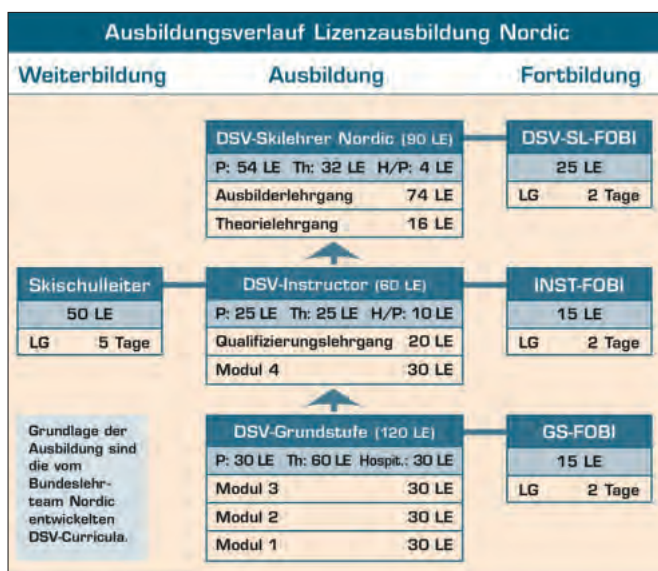 Ausbildungsverlauf Lizenzausbildung Nordic
Weiterbildung Ausbildung Fortbildung
DSV-Skilehrer Nordic (90 LE)
P: 54 LE Th: 32 LE H/P: 4 LE
Ausbilderlehrgang 74 LE
Theorielehrgang 16 LE
DSV-SL-FOBI
25 LE
LG 2 Tage
Skischulleiter
50 LE
LG 5 Tage
DSV-Instructor (60 LE)
P: 25 LE Th: 25 LE H/P: 10 LE
Qualifizierungslehrgang 20 LE
Modul 4 30 LE
INST-FOBI
15 LE
LG 2 Tage
Grundlage der
Ausbildung sind
die vom
Bundeslehr-
team Nordic
entwickelten
DSV-Curricula.
DSV-Grundstufe (120 LE)
P: 30 LE Th: 60 LE Hospit.: 30 LE
Modul 3 30 LE
Modul 2 30 LE
Modul 1 30 LE
GS-FOBI
15 LE
LG 2 Tage